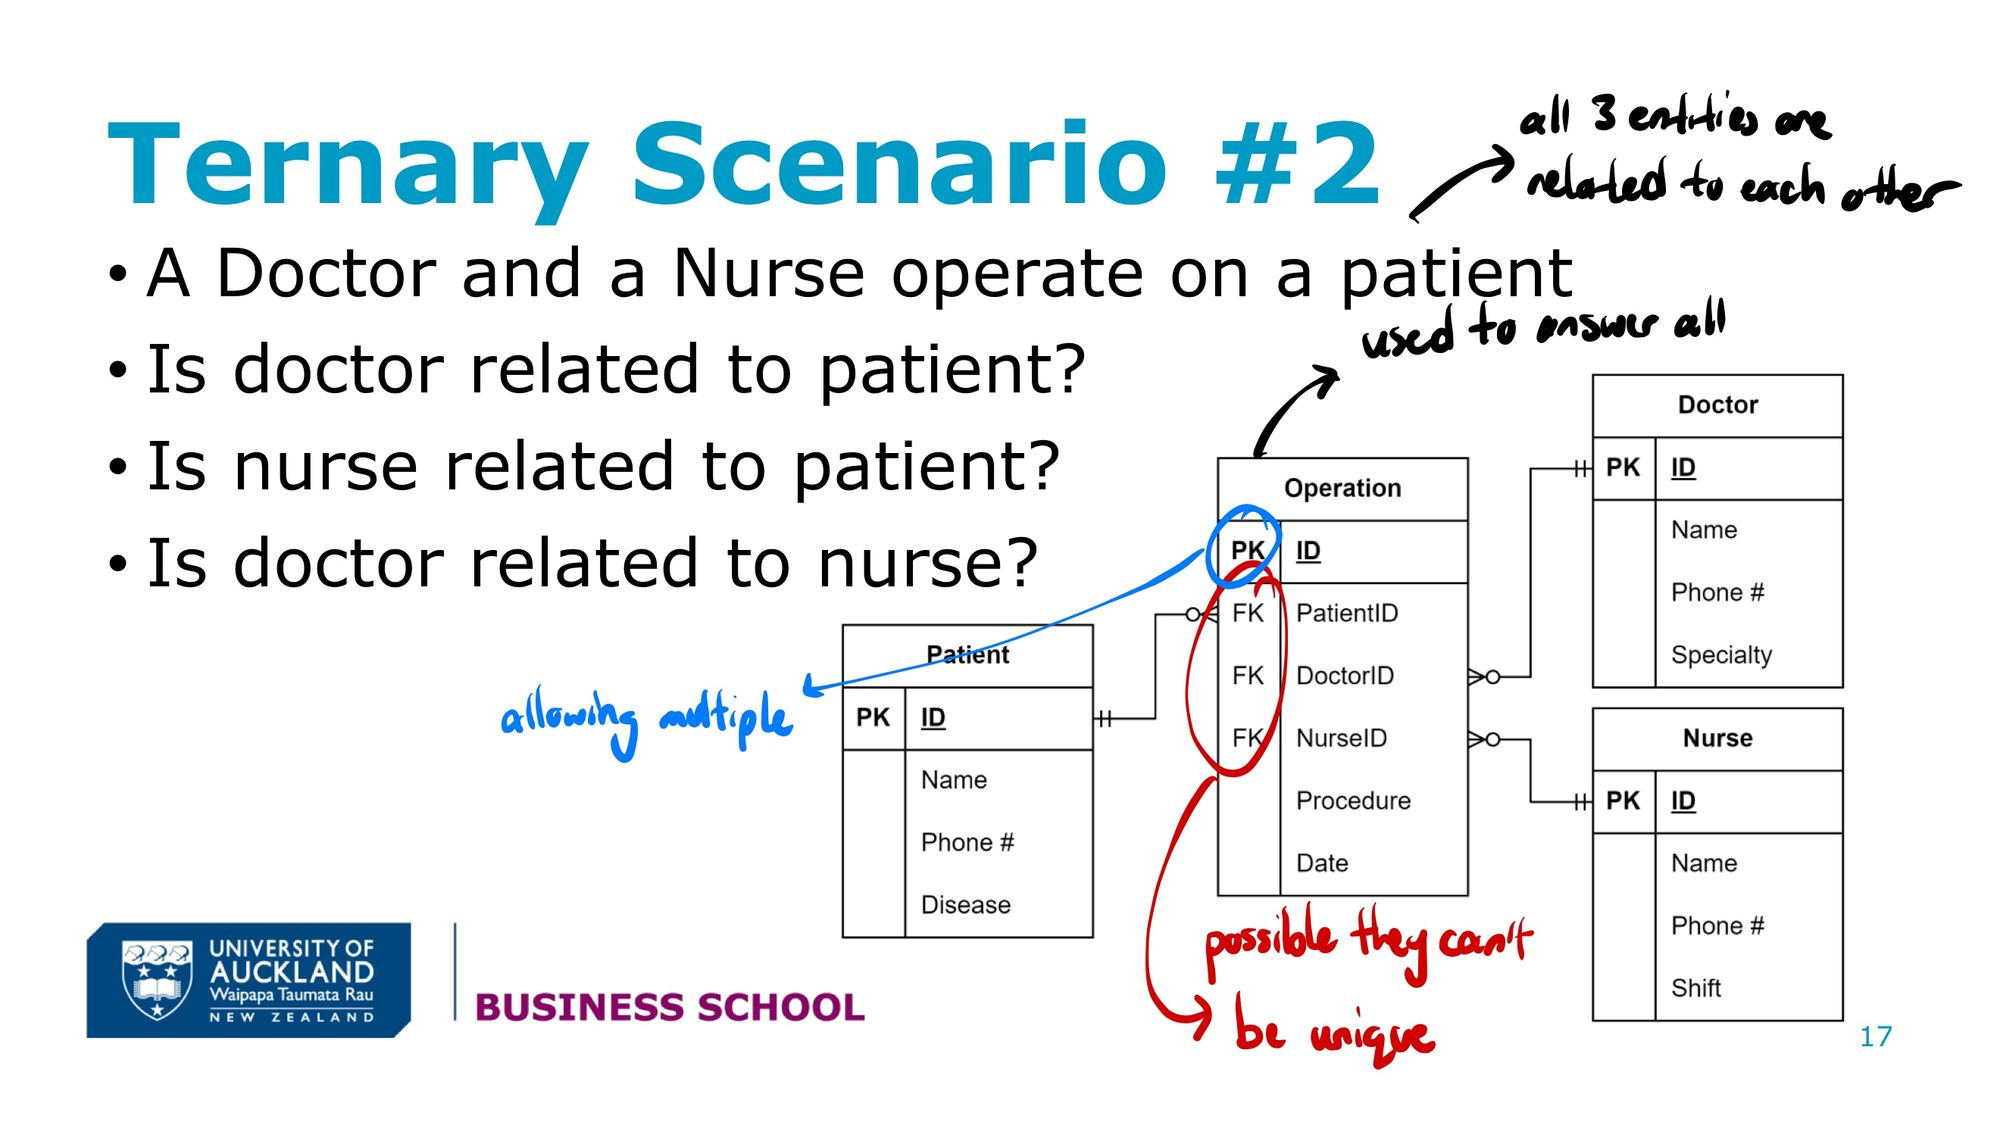 Ternary Scenario #2
all 3 entities are
related to each other
• A Doctor and a Nurse operate on a patient
used to answer all
• Is doctor related to patient?
• Is nurse related to patient?
• Is doctor related to nurse?
Operation
PK ID
FK PatientID
FK DoctorID
FK NurseID
Procedure
Date
Doctor
PK ID
Name
Phone #
Specialty
Patient
PK ID
Name
Phone #
Disease
Nurse
PK ID
Name
Phone #
Shift
allowing multiple
possible they can't
be unique
UNIVERSITY OF
AUCKLAND
Waipapa Taumata Rau
NEW ZEALAND
BUSINESS SCHOOL
17